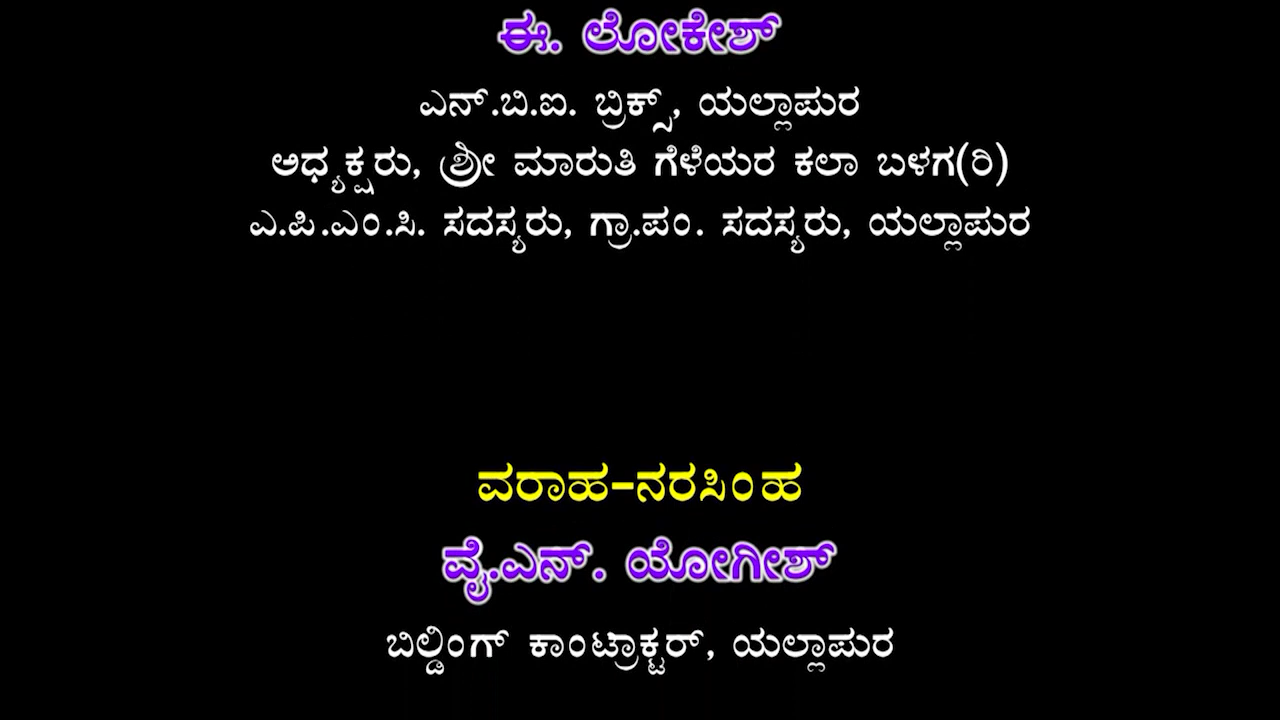 ಈ. ಲೋಕೇಶ್
ಎನ್.ಬಿ.ಐ. ಬ್ರಿಕ್ಸ್, ಯಲ್ಲಾಪುರ
ಅಧ್ಯಕ್ಷರು, ಶ್ರೀ ಮಾರುತಿ ಗೆಳೆಯರ ಕಲಾ ಬಳಗ(ರಿ)
ಎ.ಪಿ.ಎಂ.ಸಿ. ಸದಸ್ಯರು, ಗ್ರಾ.ಪಂ. ಸದಸ್ಯರು, ಯಲ್ಲಾಪುರ
ವರಾಹ-ನರಸಿಂಹ
ವೈ.ಎನ್. ಯೋಗೀಶ್
ಬಿಲ್ಡಿಂಗ್ ಕಾಂಟ್ರಾಕ್ಟರ್, ಯಲ್ಲಾಪುರ